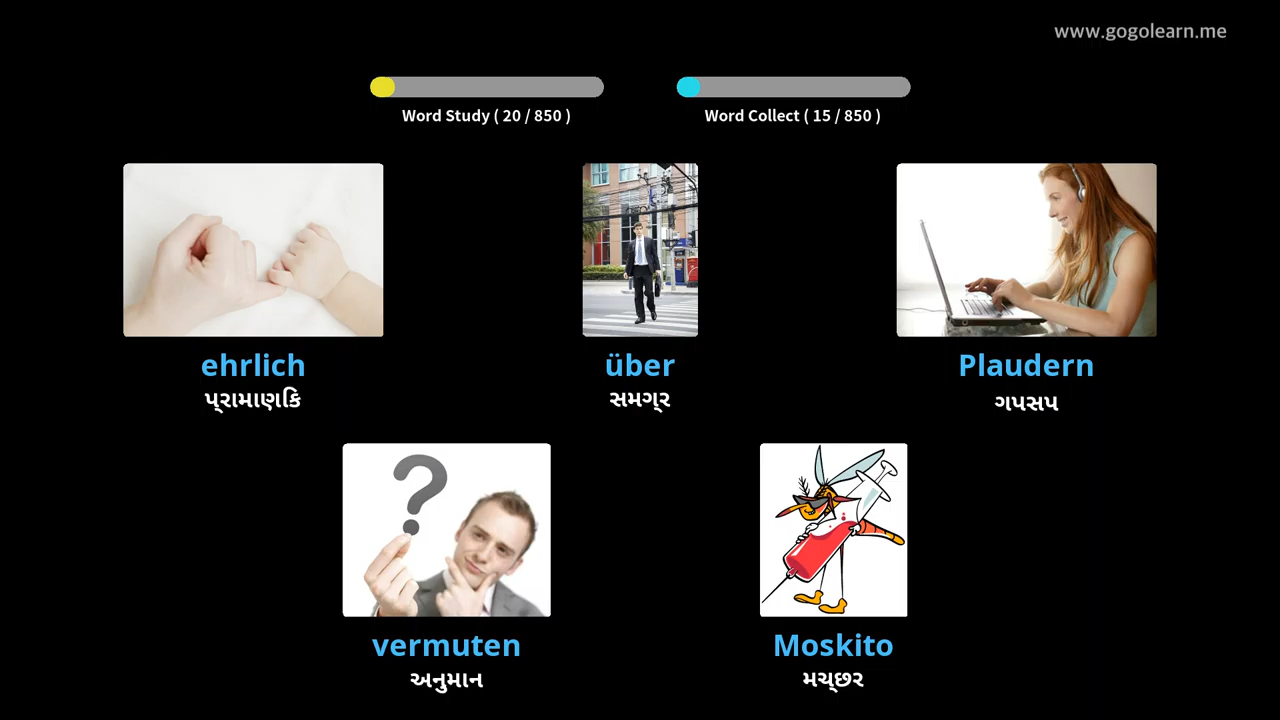 www.gogolearn.me
Word Study ( 20 / 850 )
Word Collect ( 15 / 850 )
ehrlich
પ્રામાણિક
über
સમગ્ર
Plaudern
ગપસપ
vermuten
અનુમાન
Moskito
મચ્છર